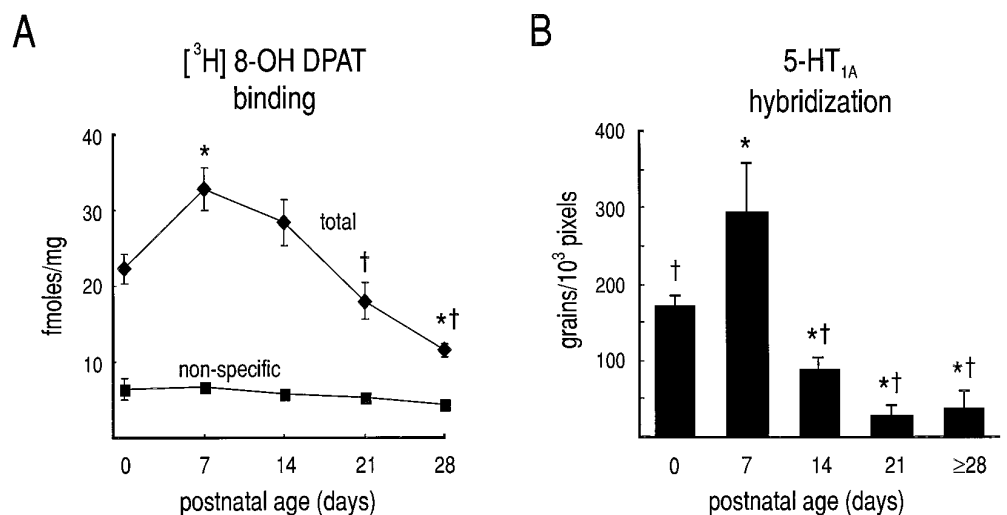 A
[³H] 8-OH DPAT
binding
40
30
20
10
fmoles/mg
*
total
†
*†
non-specific
0 7 14 21 28
postnatal age (days)
B
5-HT₁A
hybridization
400
300
200
100
grains/10³ pixels
†
*
*†
*†
*†
0 7 14 21 ≥28
postnatal age (days)